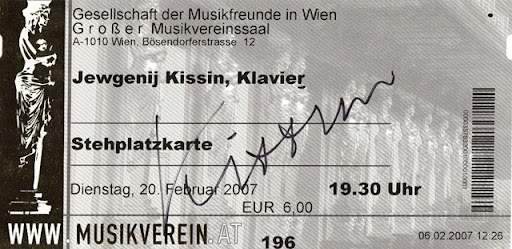 Gesellschaft der Musikfreunde in Wien
Großer Musikvereinssaal
A-1010 Wien, Bösendorferstrasse 12
Jewgenij Kissin, Klavier
Kissin
Stehplatzkarte
Dienstag, 20. Februar 2007 19.30 Uhr
EUR 6,00
WWW.MUSIKVEREIN.AT
196
06.02.2007 12:26